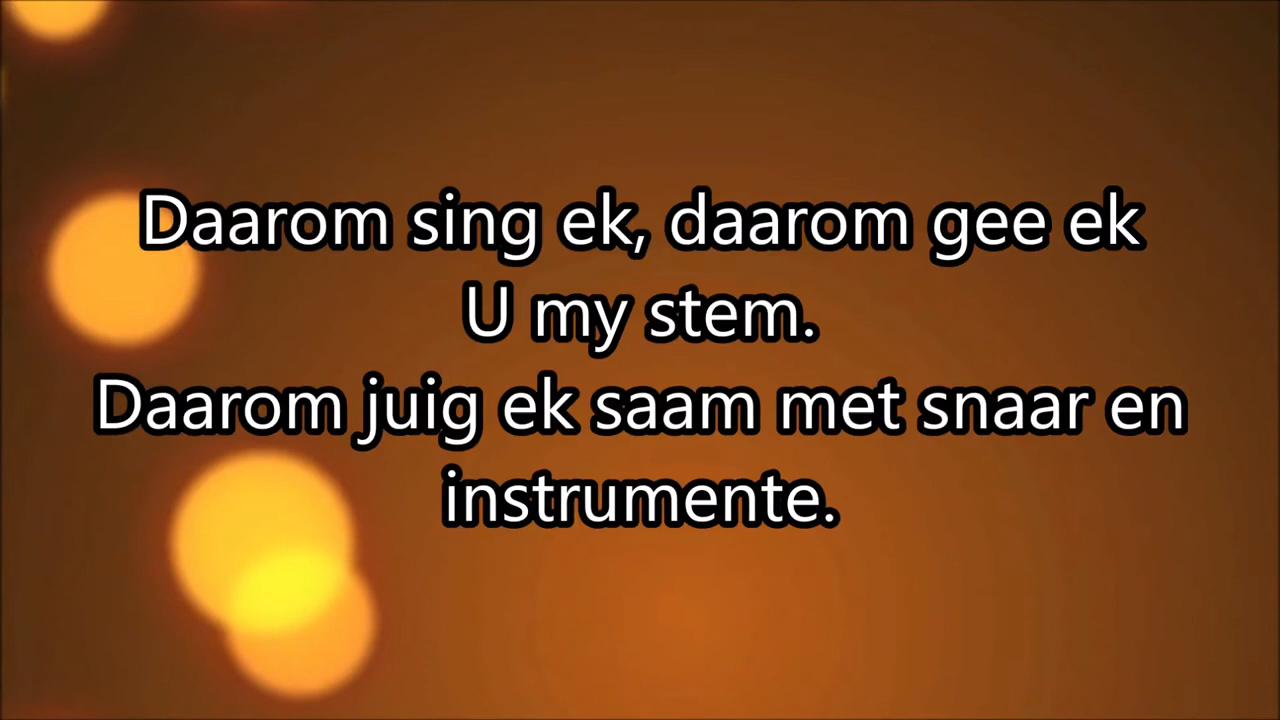 Daarom sing ek, daarom gee ek
U my stem.
Daarom juig ek saam met snaar en
instrumente.